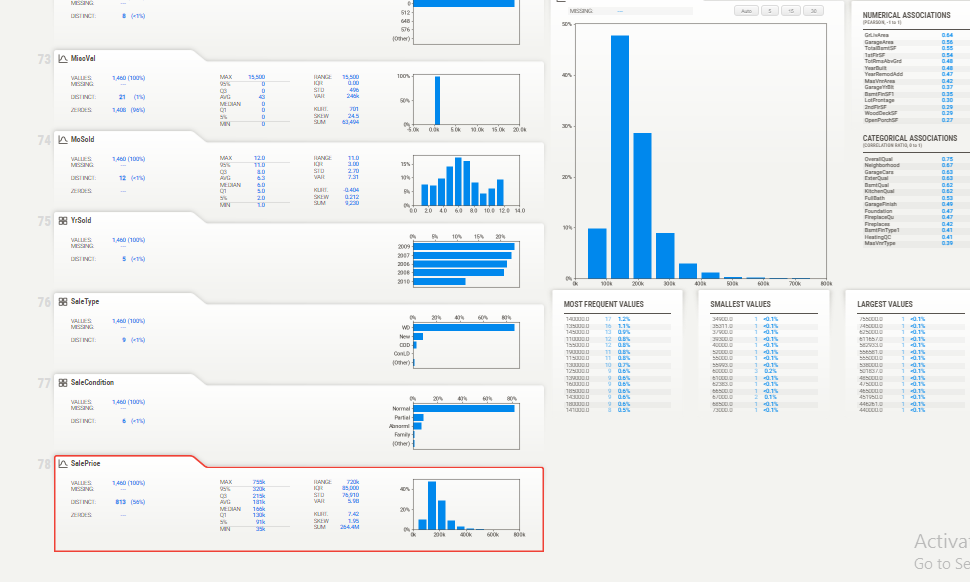 0
512
648
576
(Other)
DISTINCT: 8 (<1%)
73 MiscVal
VALUES: 1,460 (100%)
MISSING: ---
DISTINCT: 21 (1%)
ZEROES: 1,408 (96%)
MAX 15,500
95% 0
Q3 0
AVG 43
MEDIAN 0
Q1 0
5% 0
MIN 0
RANGE 15,500
IQR 0.00
STD 496
VAR 246k
KURT. 701
SKEW 24.5
SUM 63,494
100%
50%
0%
-5.0k 0.0k 5.0k 10.0k 15.0k 20.0k
74 MoSold
VALUES: 1,460 (100%)
MISSING: ---
DISTINCT: 12 (<1%)
ZEROES: ---
MAX 12.0
95% 11.0
Q3 8.0
AVG 6.3
MEDIAN 6.0
Q1 5.0
5% 2.0
MIN 1.0
RANGE 11.0
IQR 3.00
STD 2.70
VAR 7.31
KURT. -0.404
SKEW 0.212
SUM 9,230
15%
10%
5%
0%
0.0 2.0 4.0 6.0 8.0 10.0 12.0 14.0
75 YrSold
VALUES: 1,460 (100%)
MISSING: ---
DISTINCT: 5 (<1%)
0% 5% 10% 15% 20%
2009
2007
2006
2008
2010
76 SaleType
VALUES: 1,460 (100%)
MISSING: ---
DISTINCT: 9 (<1%)
0% 20% 40% 60% 80%
WD
New
COD
ConLD
(Other)
77 SaleCondition
VALUES: 1,460 (100%)
MISSING: ---
DISTINCT: 6 (<1%)
0% 20% 40% 60% 80%
Normal
Partial
Abnorml
Family
(Other)
78 SalePrice
VALUES: 1,460 (100%)
MISSING: ---
DISTINCT: 813 (56%)
ZEROES: ---
MAX 755k
95% 320k
Q3 215k
AVG 181k
MEDIAN 166k
Q1 130k
5% 91k
MIN 35k
RANGE 720k
IQR 85,000
STD 76,910
VAR 5.9B
KURT. 7.42
SKEW 1.95
SUM 264.4M
40%
20%
0%
0k 200k 400k 600k 800k
MISSING: ---
Auto 5 15 30
50%
40%
30%
20%
10%
0%
0k 100k 200k 300k 400k 500k 600k 700k 800k
NUMERICAL ASSOCIATIONS
(PEARSON, -1 to 1)
GrLivArea 0.64
GarageArea 0.56
TotalBsmtSF 0.55
1stFlrSF 0.54
TotRmsAbvGrd 0.48
YearBuilt 0.48
YearRemodAdd 0.47
MasVnrArea 0.42
GarageYrBlt 0.37
BsmtFinSF1 0.35
LotFrontage 0.30
2ndFlrSF 0.29
WoodDeckSF 0.29
OpenPorchSF 0.27
CATEGORICAL ASSOCIATIONS
(CORRELATION RATIO, 0 to 1)
OverallQual 0.75
Neighborhood 0.67
GarageCars 0.63
ExterQual 0.63
BsmtQual 0.62
KitchenQual 0.62
FullBath 0.53
GarageFinish 0.49
Foundation 0.47
FireplaceQu 0.47
Fireplaces 0.42
BsmtFinType1 0.41
HeatingQC 0.41
MasVnrType 0.39
MOST FREQUENT VALUES
140000.0 17 1.2%
135000.0 16 1.1%
145000.0 13 0.9%
110000.0 12 0.8%
155000.0 12 0.8%
190000.0 11 0.8%
115000.0 11 0.8%
130000.0 10 0.7%
125000.0 9 0.6%
139000.0 9 0.6%
160000.0 9 0.6%
185000.0 9 0.6%
143000.0 9 0.6%
180000.0 8 0.6%
141000.0 8 0.5%
SMALLEST VALUES
34900.0 1 <0.1%
35311.0 1 <0.1%
37900.0 1 <0.1%
39300.0 1 <0.1%
40000.0 1 <0.1%
52000.0 1 <0.1%
55000.0 1 <0.1%
55993.0 1 <0.1%
60000.0 3 0.2%
61000.0 1 <0.1%
62383.0 1 <0.1%
66500.0 1 <0.1%
67000.0 2 0.1%
68500.0 1 <0.1%
73000.0 1 <0.1%
LARGEST VALUES
755000.0 1 <0.1%
745000.0 1 <0.1%
625000.0 1 <0.1%
611657.0 1 <0.1%
582933.0 1 <0.1%
556581.0 1 <0.1%
555000.0 1 <0.1%
538000.0 1 <0.1%
501837.0 1 <0.1%
485000.0 1 <0.1%
475000.0 1 <0.1%
465000.0 1 <0.1%
451950.0 1 <0.1%
446261.0 1 <0.1%
440000.0 1 <0.1%
Activat
Go to Se